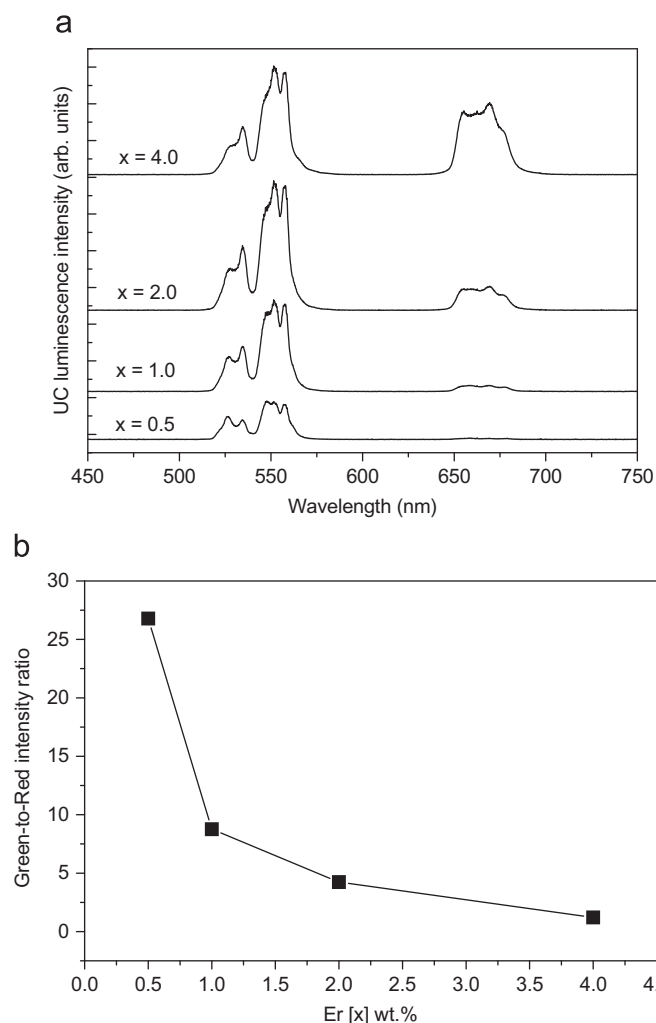 a
UC luminescence intensity (arb. units)
x = 4.0
x = 2.0
x = 1.0
x = 0.5
450 500 550 600 650 700 750
Wavelength (nm)
b
Green-to-Red intensity ratio
30
25
20
15
10
5
0
0.0 0.5 1.0 1.5 2.0 2.5 3.0 3.5 4.0 4.
Er [x] wt.%